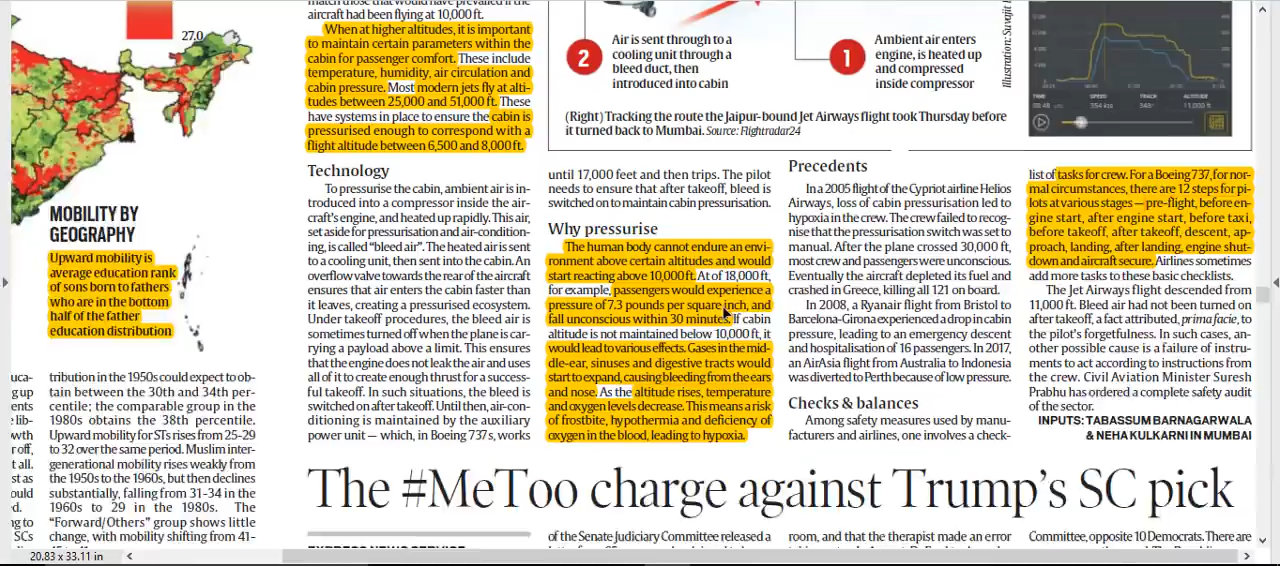 27.0
MOBILITY BY
GEOGRAPHY
Upward mobility is
average education rank
of sons born to fathers
who are in the bottom
half of the father
education distribution
tribution in the 1950s could expect to ob-
tain between the 30th and 34th per-
centile; the comparable group in the
1980s obtains the 38th percentile.
Upward mobility for STs rises from 25-29
to 32 over the same period. Muslim inter-
generational mobility rises weakly from
the 1950s to the 1960s, but then declines
substantially, falling from 31-34 in the
1960s to 29 in the 1980s. The
“Forward/Others” group shows little
change, with mobility shifting from 41-
aircraft had been flying at 10,000 ft.
When at higher altitudes, it is important
to maintain certain parameters within the
cabin for passenger comfort. These include
temperature, humidity, air circulation and
cabin pressure. Most modern jets fly at alti-
tudes between 25,000 and 51,000 ft. These
have systems in place to ensure the cabin is
pressurised enough to correspond with a
flight altitude between 6,500 and 8,000 ft.
Technology
To pressurise the cabin, ambient air is in-
troduced into a compressor inside the air-
craft's engine, and heated up rapidly. This air,
set aside for pressurisation and air-condition-
ing, is called “bleed air”. The heated air is sent
to a cooling unit, then sent into the cabin. An
overflow valve towards the rear of the aircraft
ensures that air enters the cabin faster than
it leaves, creating a pressurised ecosystem.
Under takeoff procedures, the bleed air is
sometimes turned off when the plane is car-
rying a payload above a limit. This ensures
that the engine does not leak the air and uses
all of it to create enough thrust for a success-
ful takeoff. In such situations, the bleed is
switched on after takeoff. Until then, air-con-
ditioning is maintained by the auxiliary
power unit — which, in Boeing 737s, works
2
Air is sent through to a
cooling unit through a
bleed duct, then
introduced into cabin
1
Ambient air enters
engine, is heated up
and compressed
inside compressor
Illustration: Suvajit
TIME SPEED TRACK ALTITUDE
(Right) Tracking the route the Jaipur-bound Jet Airways flight took Thursday before
it turned back to Mumbai. Source: Flightradar24
until 17,000 feet and then trips. The pilot
needs to ensure that after takeoff, bleed is
switched on to maintain cabin pressurisation.
Why pressurise
The human body cannot endure an envi-
ronment above certain altitudes and would
start reacting above 10,000 ft. At of 18,000 ft,
for example, passengers would experience a
pressure of 7.3 pounds per square inch, and
fall unconscious within 30 minutes. If cabin
altitude is not maintained below 10,000 ft, it
would lead to various effects. Gases in the mid-
dle-ear, sinuses and digestive tracts would
start to expand, causing bleeding from the ears
and nose. As the altitude rises, temperature
and oxygen levels decrease. This means a risk
of frostbite, hypothermia and deficiency of
oxygen in the blood, leading to hypoxia.
Precedents
In a 2005 flight of the Cypriot airline Helios
Airways, loss of cabin pressurisation led to
hypoxia in the crew. The crew failed to recog-
nise that the pressurisation switch was set to
manual. After the plane crossed 30,000 ft,
most crew and passengers were unconscious.
Eventually the aircraft depleted its fuel and
crashed in Greece, killing all 121 on board.
In 2008, a Ryanair flight from Bristol to
Barcelona-Girona experienced a drop in cabin
pressure, leading to an emergency descent
and hospitalisation of 16 passengers. In 2017,
an AirAsia flight from Australia to Indonesia
was diverted to Perth because of low pressure.
Checks & balances
Among safety measures used by manu-
facturers and airlines, one involves a check-
list of tasks for crew. For a Boeing 737, for nor-
mal circumstances, there are 12 steps for pi-
lots at various stages — pre-flight, before en-
gine start, after engine start, before taxi,
before takeoff, after takeoff, descent, ap-
proach, landing, after landing, engine shut-
down and aircraft secure. Airlines sometimes
add more tasks to these basic checklists.
The Jet Airways flight descended from
11,000 ft. Bleed air had not been turned on
after takeoff, a fact attributed, prima facie, to
the pilot's forgetfulness. In such cases, an-
other possible cause is a failure of instru-
ments to act according to instructions from
the crew. Civil Aviation Minister Suresh
Prabhu has ordered a complete safety audit
of the sector.
INPUTS: TABASSUM BARNAGARWALA
& NEHA KULKARNI IN MUMBAI
The #MeToo charge against Trump's SC pick
of the Senate Judiciary Committee released a
room, and that the therapist made an error
Committee, opposite 10 Democrats. There are
20.83 x 33.11 in